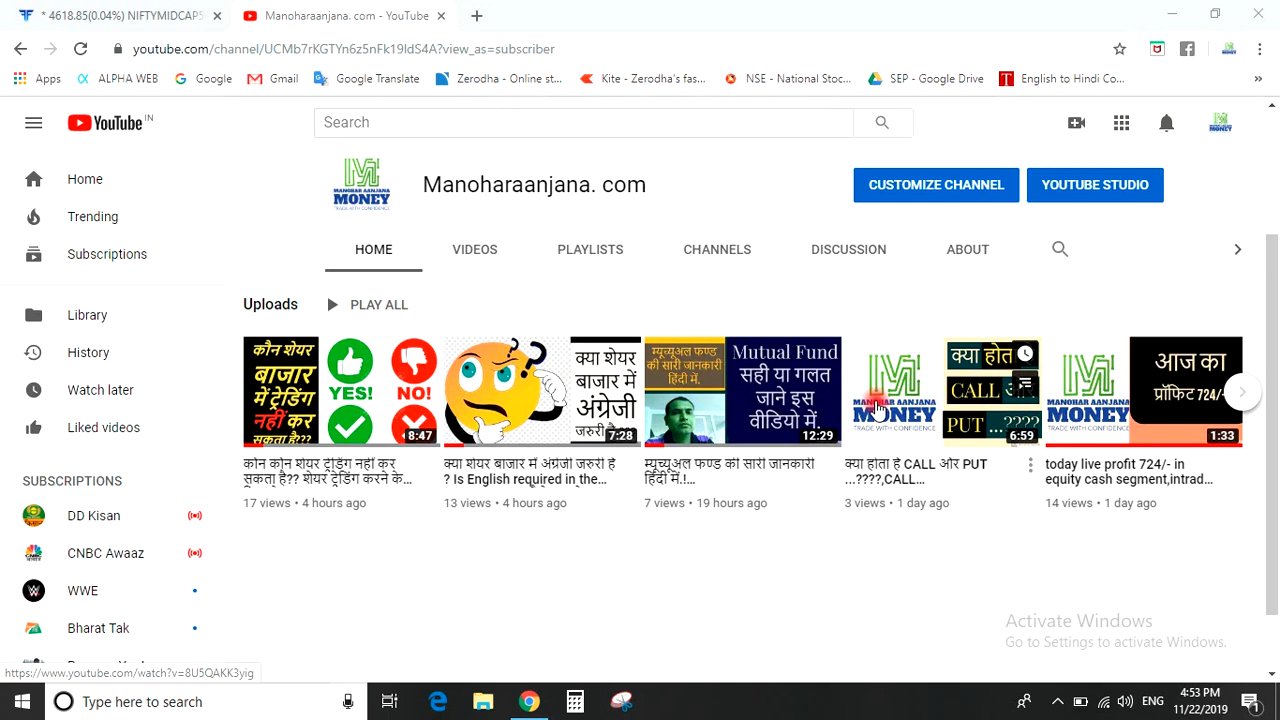 * 4618.85(0.04%) NIFTYMIDCAP5
Manoharaanjana. com - YouTube
youtube.com/channel/UCMb7rKGTYn6z5nFk19ldS4A?view_as=subscriber
Apps ALPHA WEB Google Gmail Google Translate Zerodha - Online st... Kite - Zerodha's fas... NSE - National Stoc... SEP - Google Drive English to Hindi Co...
YouTube IN
Search
MANOHAR AANJANA
MONEY
TRADE WITH CONFIDENCE
Manoharaanjana. com
CUSTOMIZE CHANNEL
YOUTUBE STUDIO
HOME VIDEOS PLAYLISTS CHANNELS DISCUSSION ABOUT
Home
Trending
Subscriptions
Library
History
Watch later
Liked videos
SUBSCRIPTIONS
DD Kisan
CNBC Awaaz
WWE
Bharat Tak
Uploads PLAY ALL
कौन शेयर
बाजार
में ट्रेडिंग
नहीं कर
सकता है???
YES!
NO!
8:47
कौन कौन शेयर ट्रेडिंग नहीं कर
सकता है?? शेयर ट्रेडिंग करने के...
17 views • 4 hours ago
क्या शेयर
बाजार में
अंग्रेजी
जरुरी है
7:28
क्या शेयर बाजार में अंग्रेजी जरुरी है
? Is English required in the...
13 views • 4 hours ago
म्यूच्यूअल फण्ड
की सारी जानकारी
हिंदी में.
Mutual Fund
सही या गलत
जाने इस
वीडियो में.
12:29
म्यूच्यूअल फण्ड की सारी जानकारी
हिंदी में.!...
7 views • 19 hours ago
MANOHAR AANJANA
MONEY
TRADE WITH CONFIDENCE
क्या होत
CALL
PUT ...????
6:59
क्या होता है CALL और PUT
...????,CALL...
3 views • 1 day ago
MANOHAR AANJANA
MONEY
TRADE WITH CONFIDENCE
आज का
प्रॉफिट 724/-
1:33
today live profit 724/- in
equity cash segment,intrad...
14 views • 1 day ago
Activate Windows
Go to Settings to activate Windows.
https://www.youtube.com/watch?v=8U5QAKK3yig
Type here to search
ENG
4:53 PM
11/22/2019